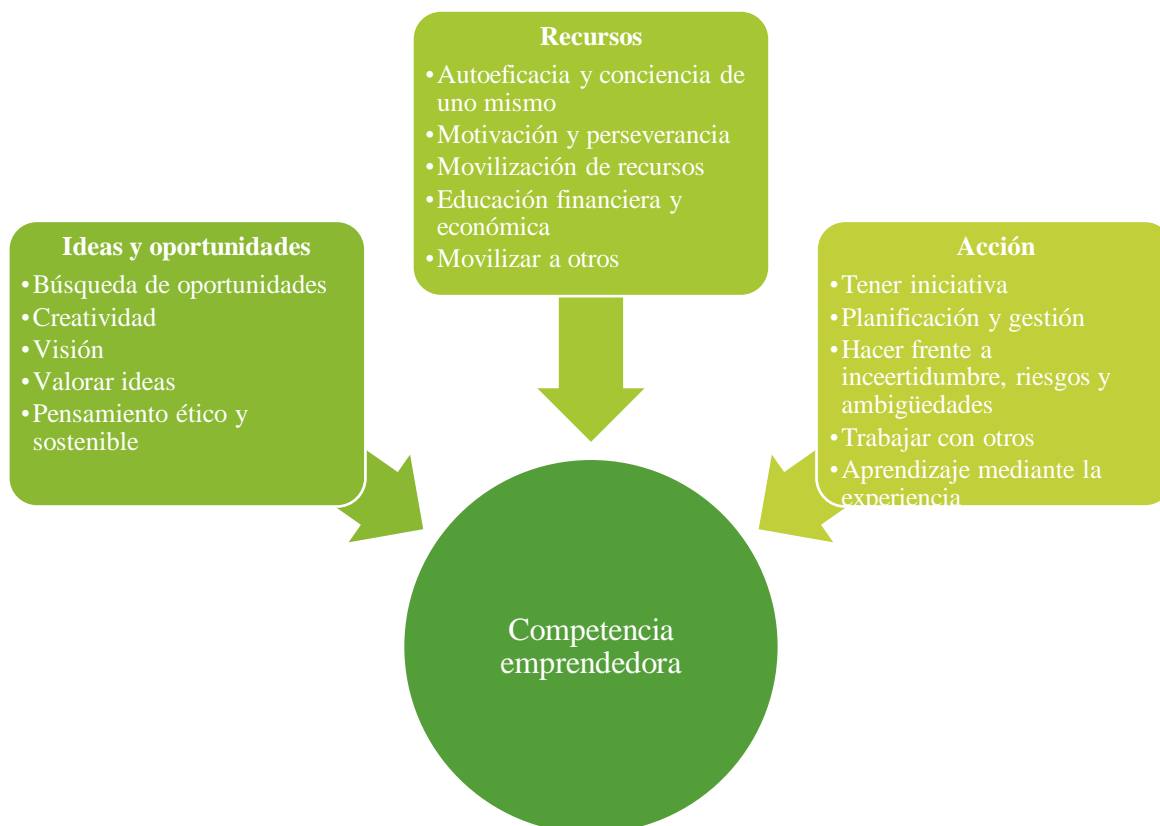 Recursos
•Autoeficacia y conciencia de
uno mismo
•Motivación y perseverancia
•Movilización de recursos
•Educación financiera y
económica
•Movilizar a otros
Ideas y oportunidades
•Búsqueda de oportunidades
•Creatividad
•Visión
•Valorar ideas
•Pensamiento ético y
sostenible
Acción
•Tener iniciativa
•Planificación y gestión
•Hacer frente a
inceertidumbre, riesgos y
ambigüedades
•Trabajar con otros
•Aprendizaje mediante la
experiencia
Competencia
emprendedora